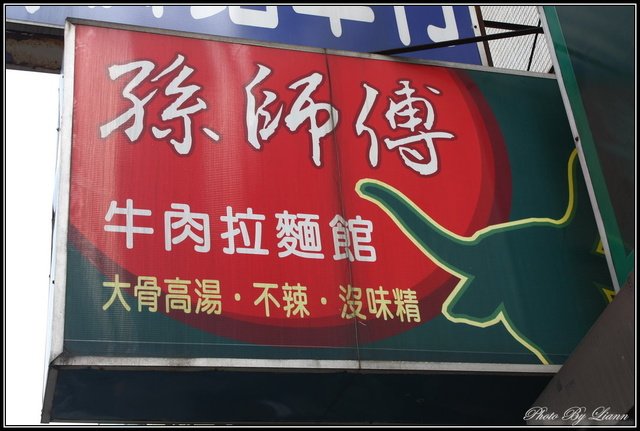 孫師傅
牛肉拉麵館
大骨高湯·不辣·沒味精
Photo By Liann